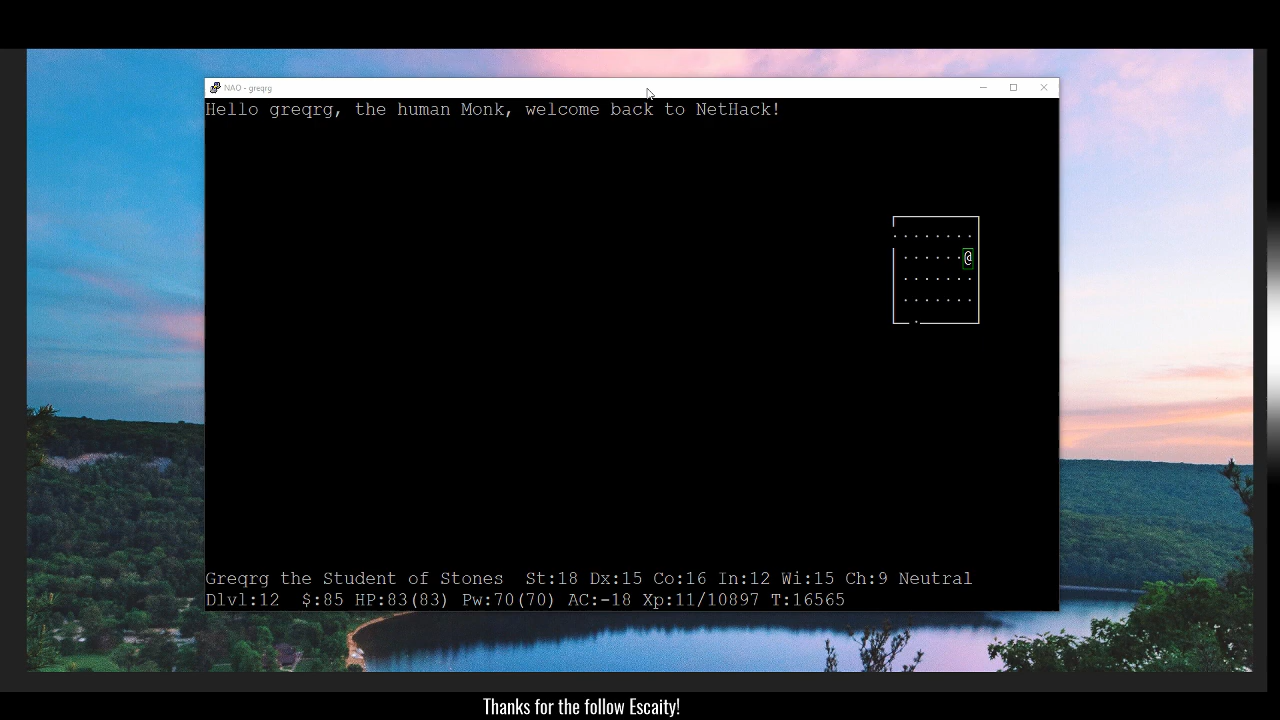 NAO - greqrg
Hello greqrg, the human Monk, welcome back to NetHack!
@
Greqrg the Student of Stones  St:18 Dx:15 Co:16 In:12 Wi:15 Ch:9 Neutral
Dlvl:12  $:85 HP:83(83) Pw:70(70) AC:-18 Xp:11/10897 T:16565
Thanks for the follow Escaity!